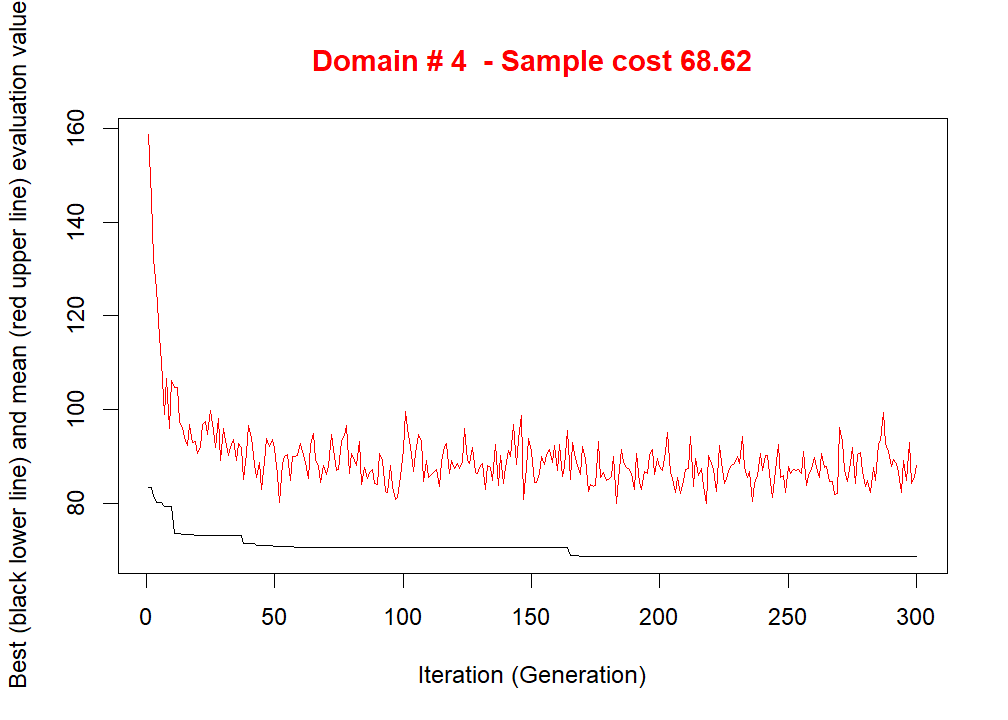 Domain # 4 - Sample cost 68.62
Best (black lower line) and mean (red upper line) evaluation value
160
140
120
100
80
0 50 100 150 200 250 300
Iteration (Generation)